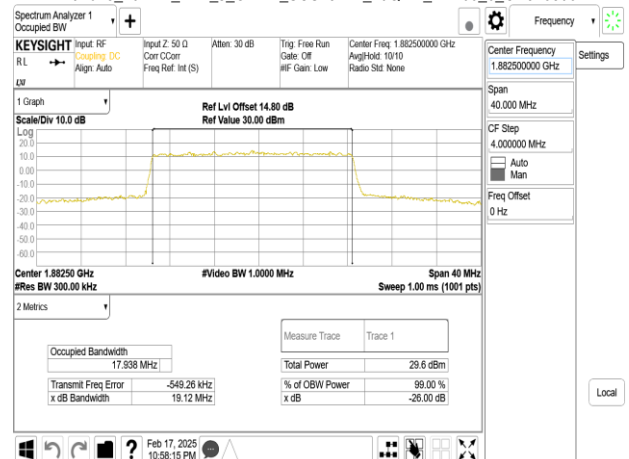 Spectrum Analyzer 1
Occupied BW
Frequency
KEYSIGHT
RL
LXI
Input: RF
Coupling: DC
Align: Auto
Input Z: 50 Ω
Corr CCorr
Freq Ref: Int (S)
Atten: 30 dB
Trig: Free Run
Gate: Off
#IF Gain: Low
Center Freq: 1.882500000 GHz
Avg|Hold: 10/10
Radio Std: None
Center Frequency
1.882500000 GHz
Settings
Span
40.000 MHz
CF Step
4.000000 MHz
Auto
Man
Freq Offset
0 Hz
Local
1 Graph
Scale/Div 10.0 dB
Ref Lvl Offset 14.80 dB
Ref Value 30.00 dBm
Log
20.0
10.0
0.00
-10.0
-20.0
-30.0
-40.0
-50.0
-60.0
Center 1.88250 GHz
#Video BW 1.0000 MHz
Span 40 MHz
#Res BW 300.00 kHz
Sweep 1.00 ms (1001 pts)
2 Metrics
Measure Trace Trace 1
Occupied Bandwidth
17.938 MHz
Total Power 29.6 dBm
Transmit Freq Error -549.26 kHz
% of OBW Power 99.00 %
x dB Bandwidth 19.12 MHz
x dB -26.00 dB
?
Feb 17, 2025
10:58:15 PM